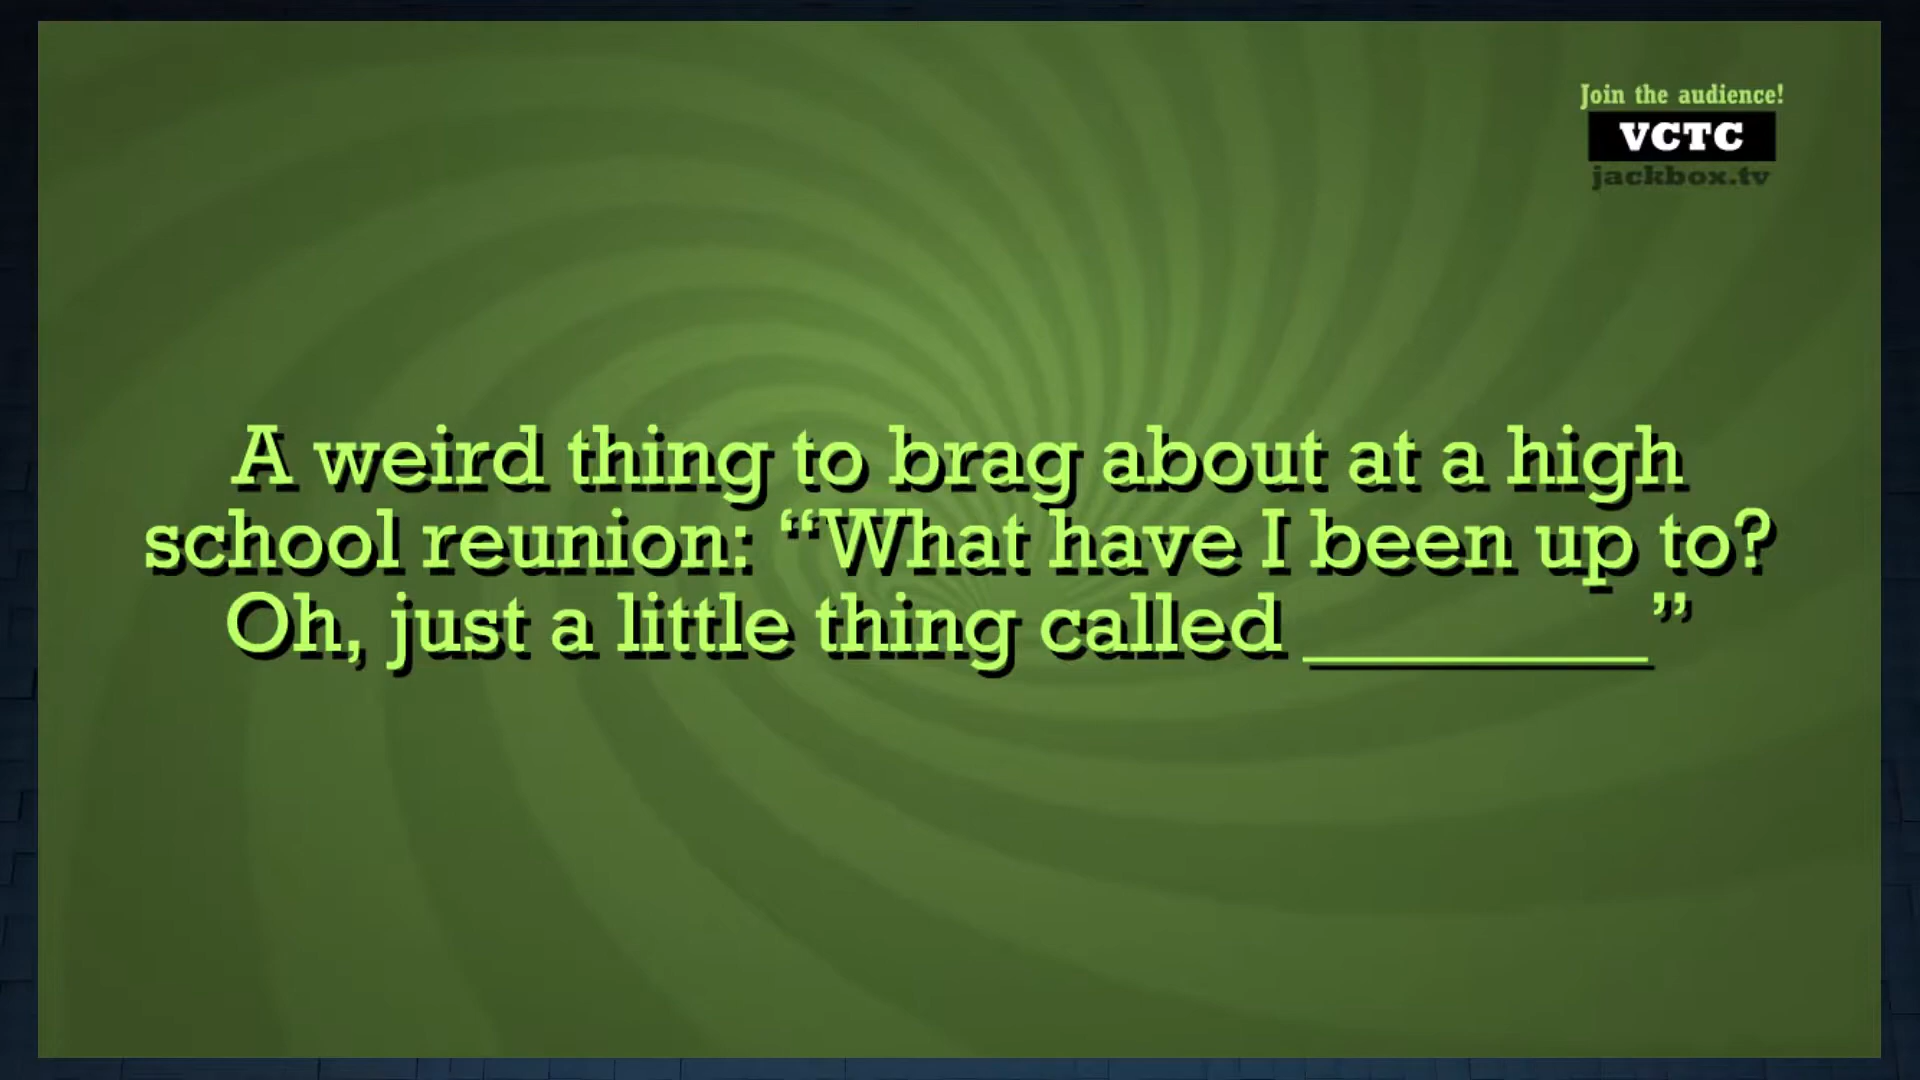 Join the audience!
VCTC
jackbox.tv
A weird thing to brag about at a high
school reunion: “What have I been up to?
Oh, just a little thing called ________”